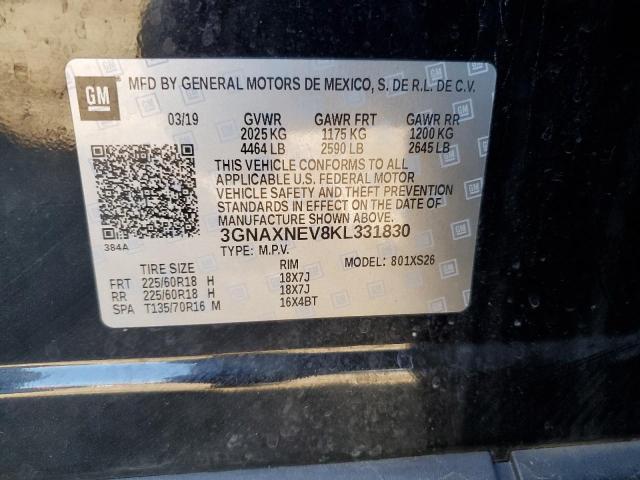 GM MFD BY GENERAL MOTORS DE MEXICO, S. DE R.L. DE C.V.
03/19 GVWR GAWR FRT GAWR RR
2025 KG 1175 KG 1200 KG
4464 LB 2590 LB 2645 LB
THIS VEHICLE CONFORMS TO ALL
APPLICABLE U.S. FEDERAL MOTOR
VEHICLE SAFETY AND THEFT PREVENTION
STANDARDS IN EFFECT ON THE DATE OF
MANUFACTURE SHOWN ABOVE.
384A 3GNAXNEV8KL331830
TYPE: M.P.V. MODEL: 801XS26
TIRE SIZE RIM
FRT 225/60R18 H 18X7J
RR 225/60R18 H 18X7J
SPA T135/70R16 M 16X4BT